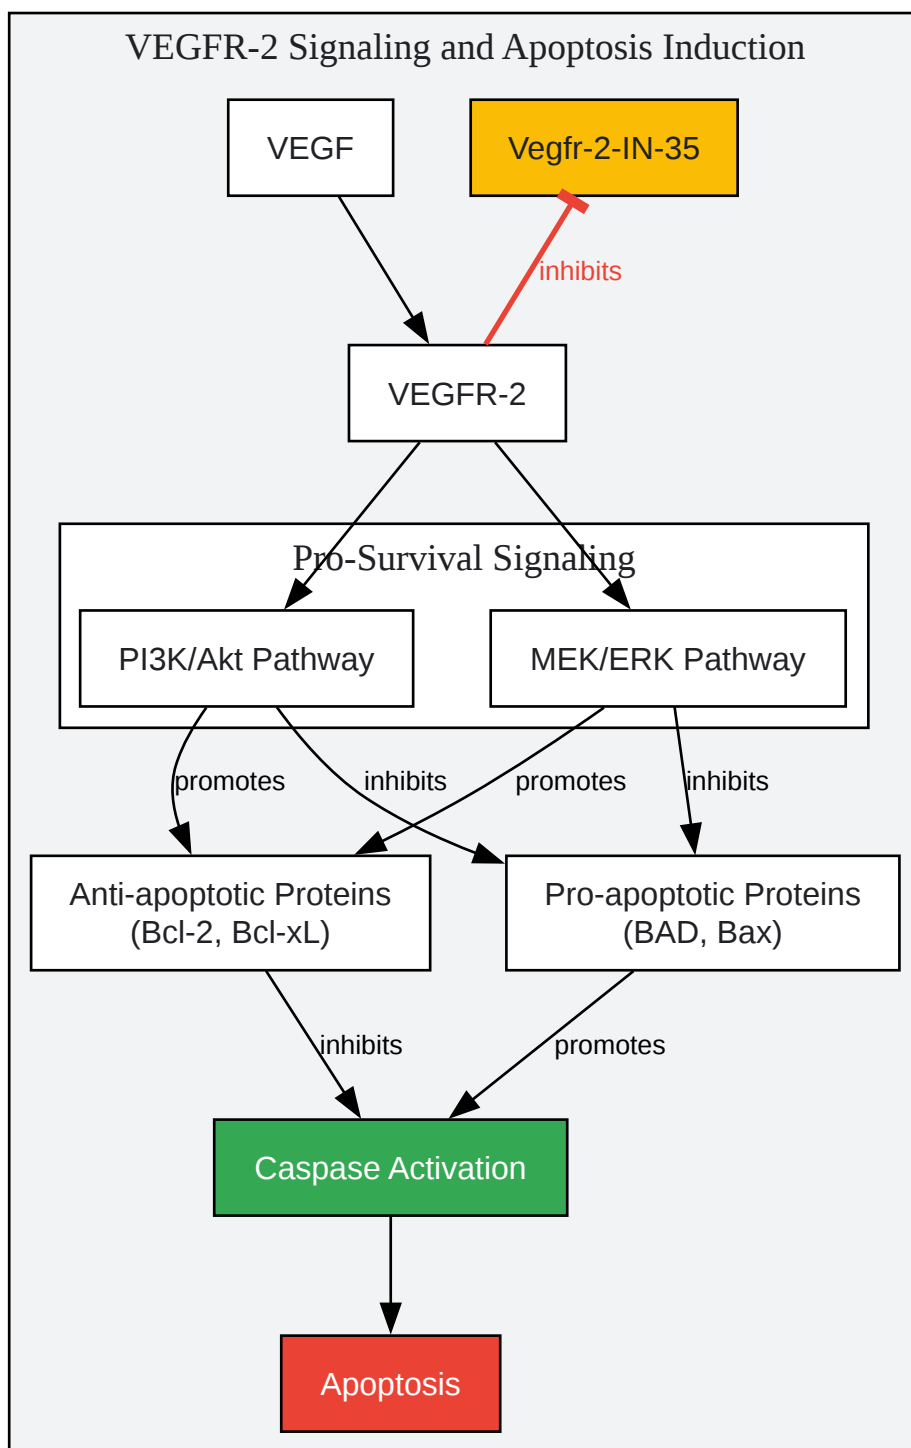 VEGFR-2 Signaling and Apoptosis Induction
VEGF
Vegfr-2-IN-35
inhibits
VEGFR-2
Pro-Survival Signaling
PI3K/Akt Pathway
MEK/ERK Pathway
promotes
inhibits
promotes
inhibits
Anti-apoptotic Proteins
(Bcl-2, Bcl-xL)
Pro-apoptotic Proteins
(BAD, Bax)
inhibits
promotes
Caspase Activation
Apoptosis